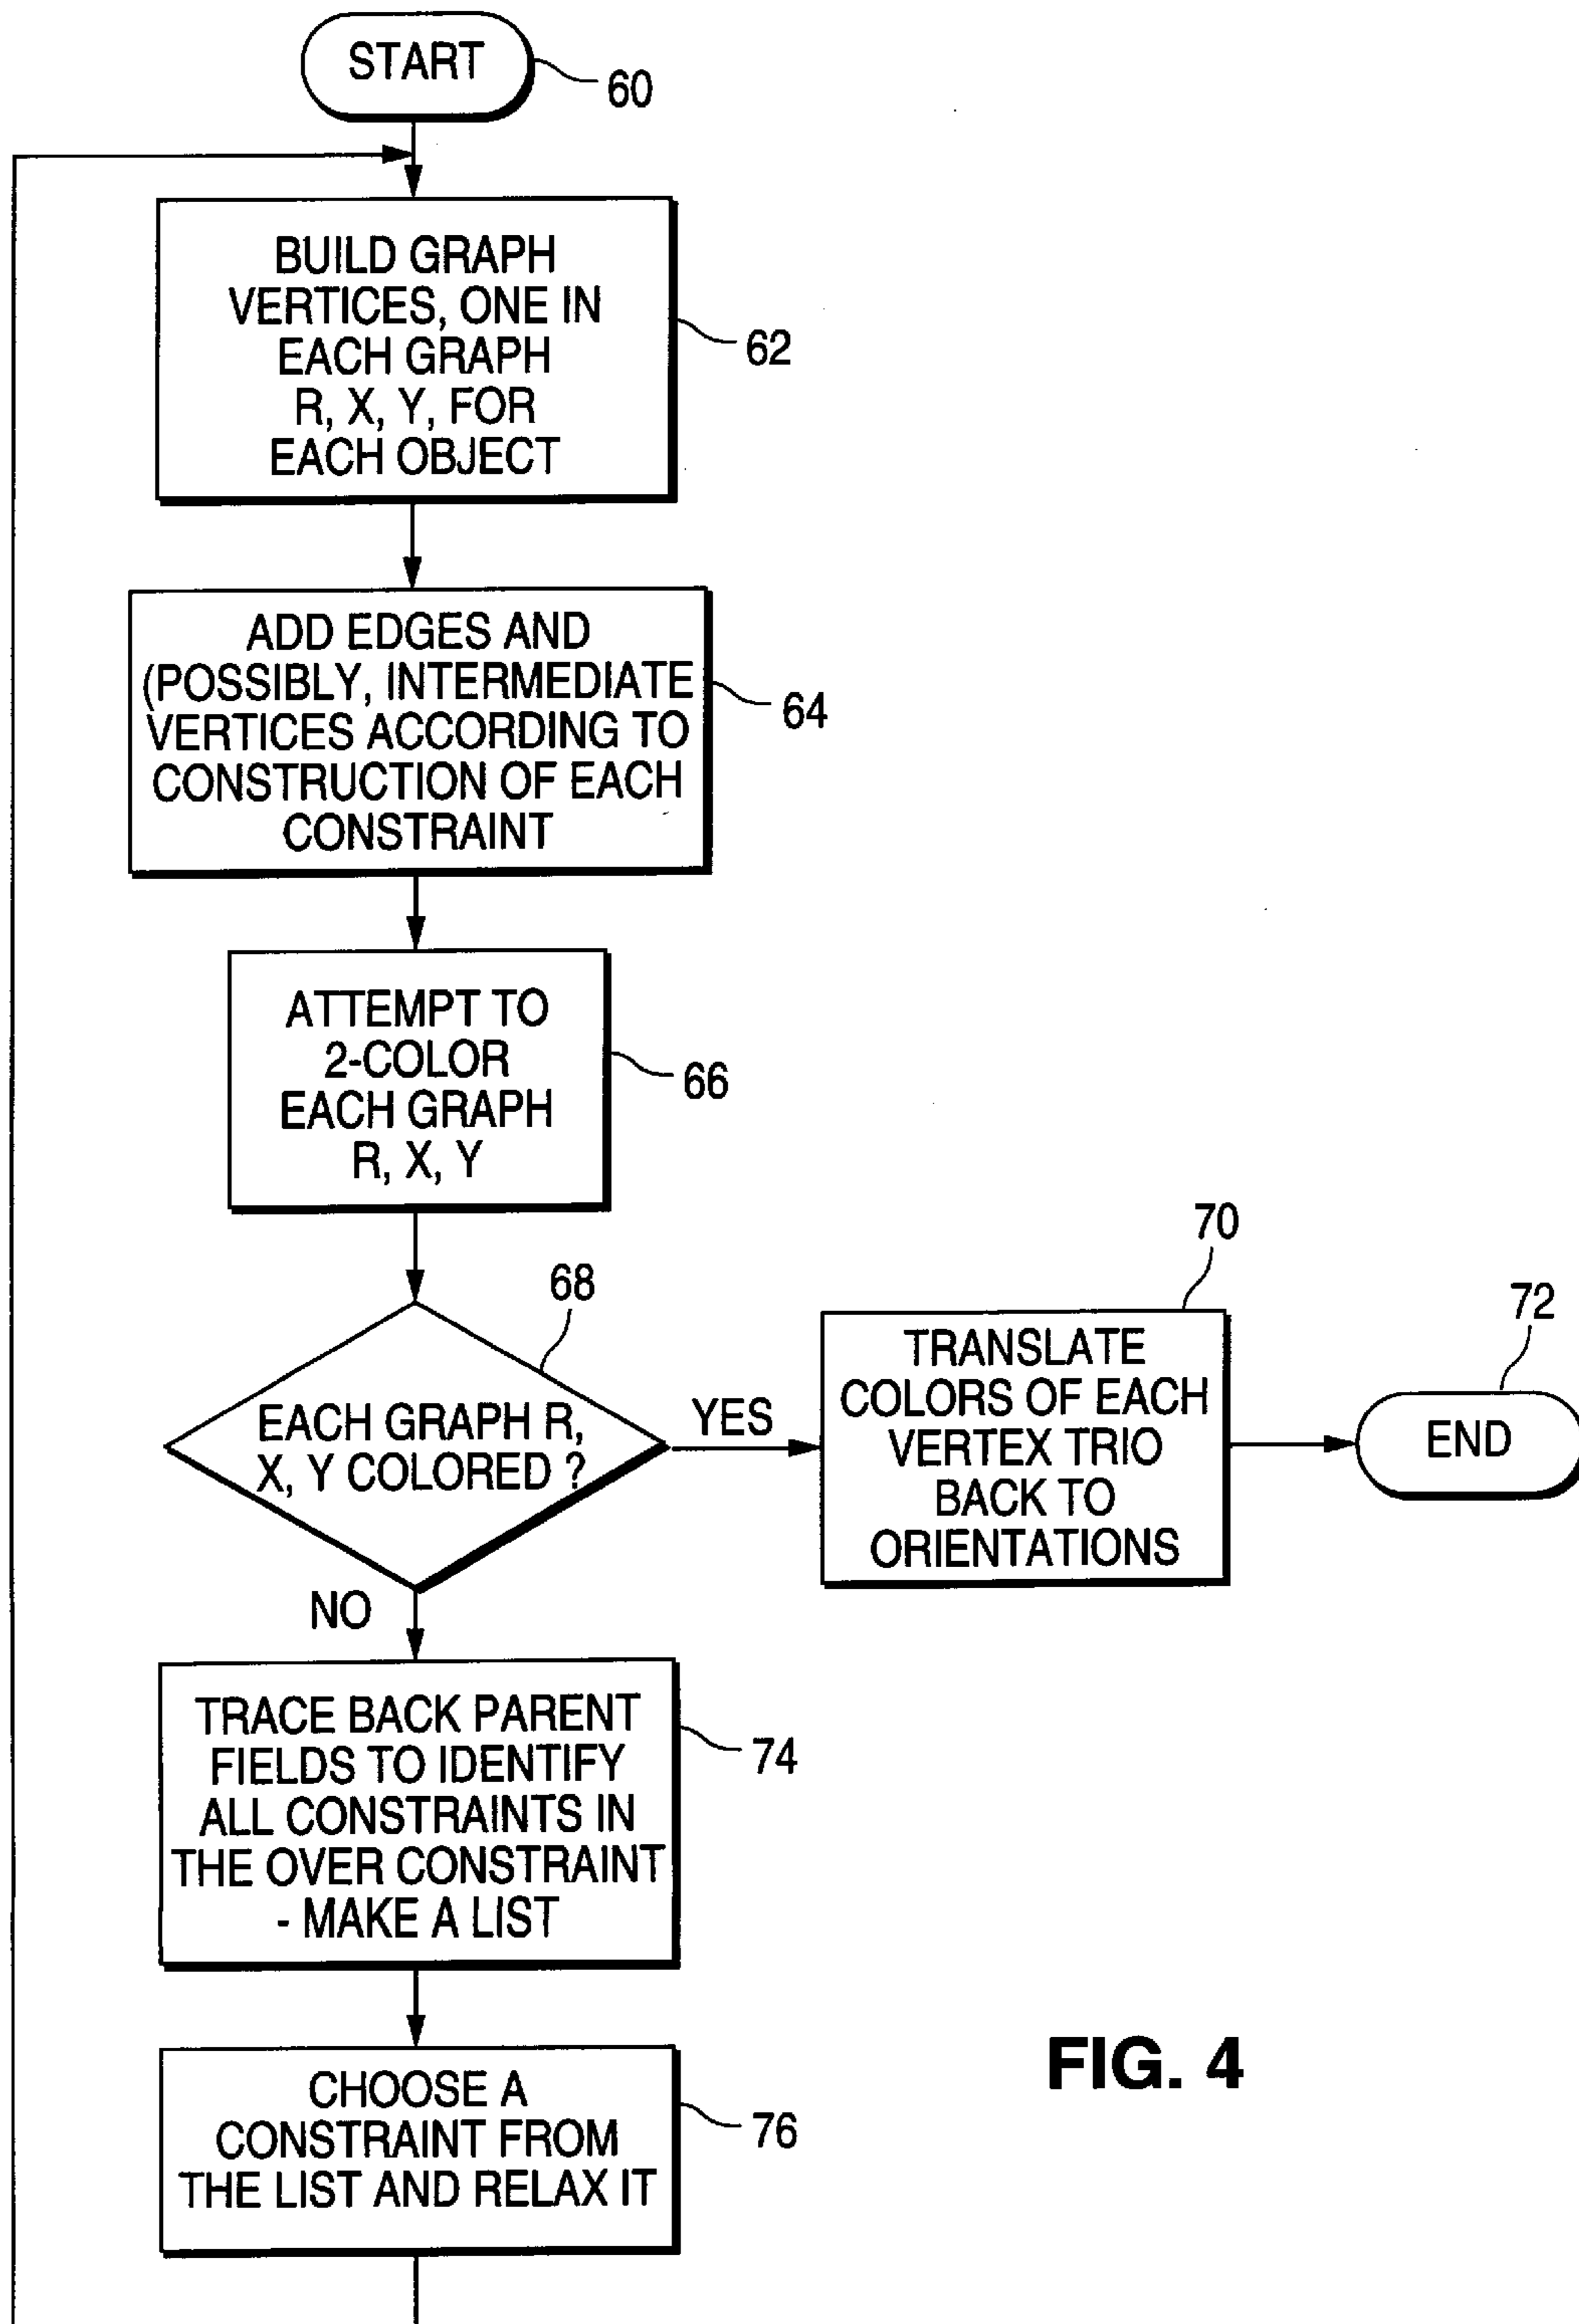 START
60
BUILD GRAPH
VERTICES, ONE IN
EACH GRAPH
R, X, Y, FOR
EACH OBJECT
62
ADD EDGES AND
(POSSIBLY, INTERMEDIATE
VERTICES ACCORDING TO
CONSTRUCTION OF EACH
CONSTRAINT
64
ATTEMPT TO
2-COLOR
EACH GRAPH
R, X, Y
66
68
EACH GRAPH R,
X, Y COLORED ?
YES
70
TRANSLATE
COLORS OF EACH
VERTEX TRIO
BACK TO
ORIENTATIONS
72
END
NO
TRACE BACK PARENT
FIELDS TO IDENTIFY
ALL CONSTRAINTS IN
THE OVER CONSTRAINT
- MAKE A LIST
74
CHOOSE A
CONSTRAINT FROM
THE LIST AND RELAX IT
76
FIG. 4